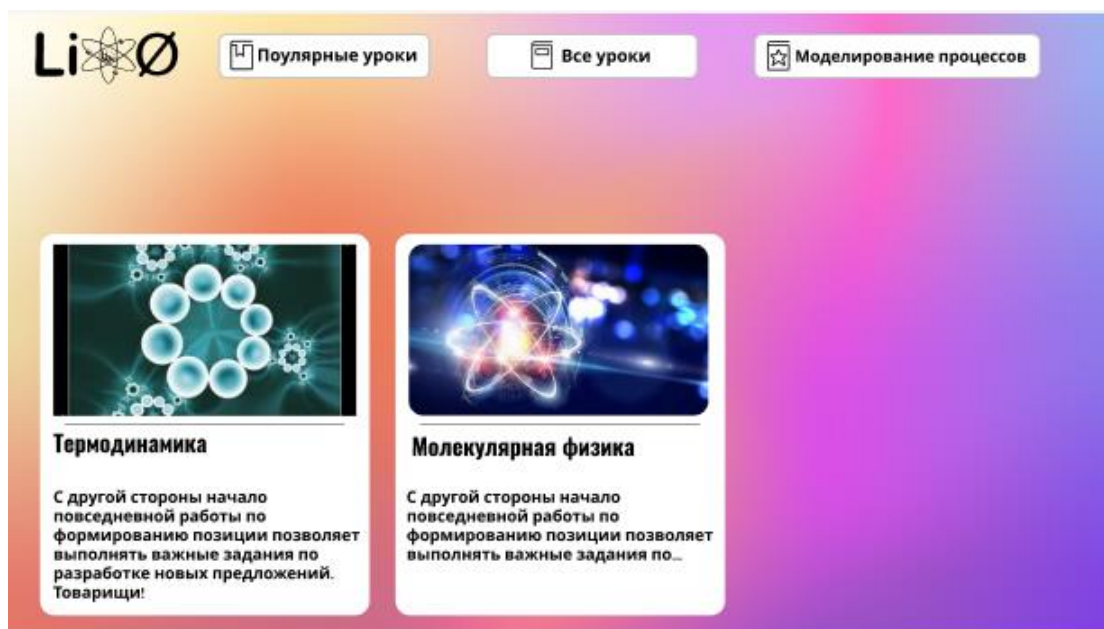 Li Ø
Поулярные уроки
Все уроки
Моделирование процессов
Термодинамика
С другой стороны начало
повседневной работы по
формированию позиции позволяет
выполнять важные задания по
разработке новых предложений.
Товарищи!
Молекулярная физика
С другой стороны начало
повседневной работы по
формированию позиции позволяет
выполнять важные задания по...